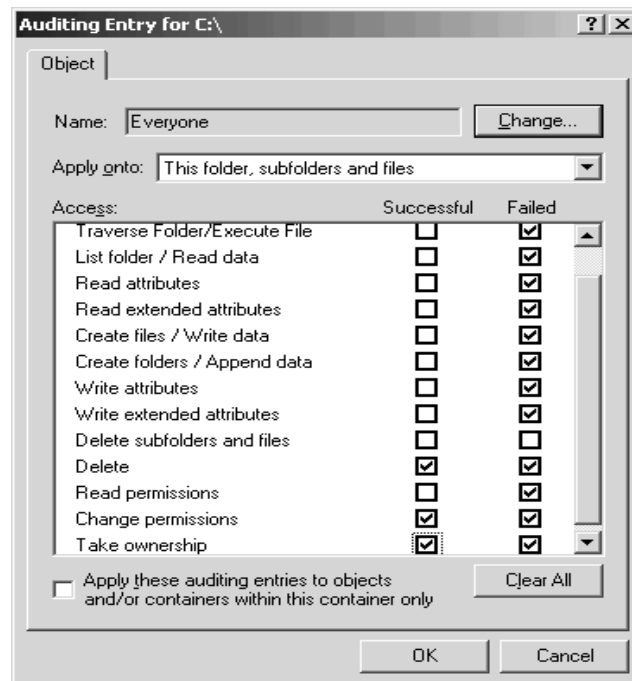 Auditing Entry for C:\
Object
Name: Everyone Change...
Apply onto: This folder, subfolders and files
Access: Successful Failed
Traverse Folder/Execute File
List folder / Read data
Read attributes
Read extended attributes
Create files / Write data
Create folders / Append data
Write attributes
Write extended attributes
Delete subfolders and files
Delete
Read permissions
Change permissions
Take ownership
Apply these auditing entries to objects
and/or containers within this container only
Clear All
OK Cancel